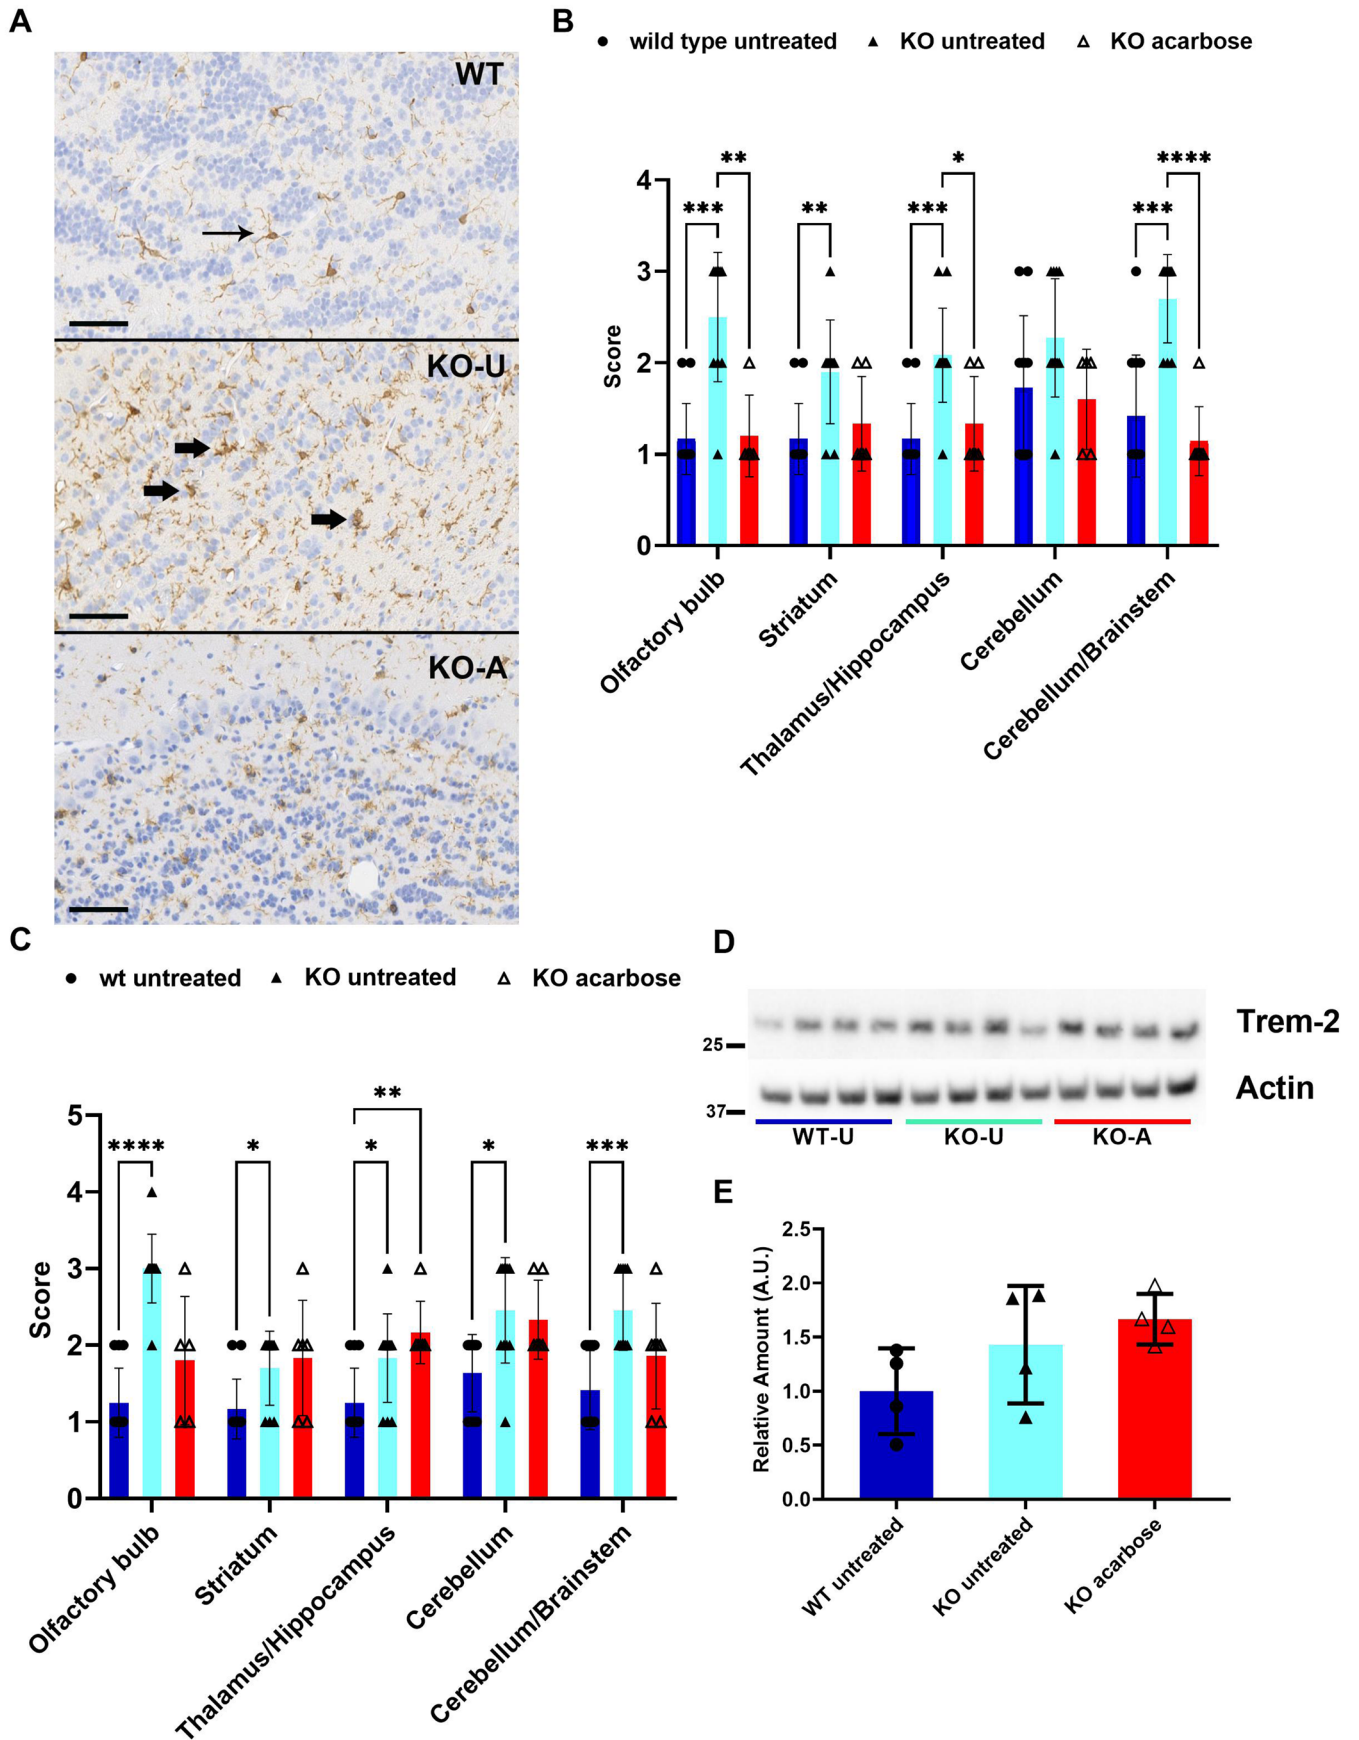 A
WT
KO-U
KO-A
B
● wild type untreated ▲ KO untreated △ KO acarbose
** * ****
*** ** *** ***
4
3
2
1
0
Score
Olfactory bulb
Striatum
Thalamus/Hippocampus
Cerebellum
Cerebellum/Brainstem
C
● wt untreated ▲ KO untreated △ KO acarbose
**
**** * * * ***
5
4
3
2
1
0
Score
Olfactory bulb
Striatum
Thalamus/Hippocampus
Cerebellum
Cerebellum/Brainstem
D
Trem-2
25
Actin
37
WT-U KO-U KO-A
E
2.5
2.0
1.5
1.0
0.5
0.0
Relative Amount (A.U.)
WT untreated
KO untreated
KO acarbose